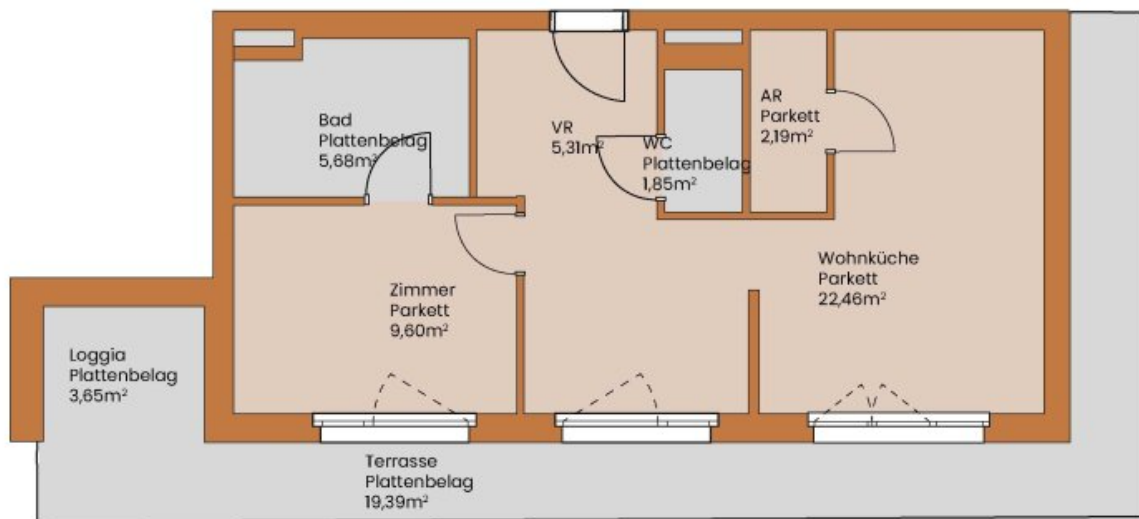 Bad
Plattenbelag
5,68m²
VR
5,31m²
WC
Plattenbelag
1,85m²
AR
Parkett
2,19m²
Zimmer
Parkett
9,60m²
Wohnküche
Parkett
22,46m²
Loggia
Plattenbelag
3,65m²
Terrasse
Plattenbelag
19,39m²